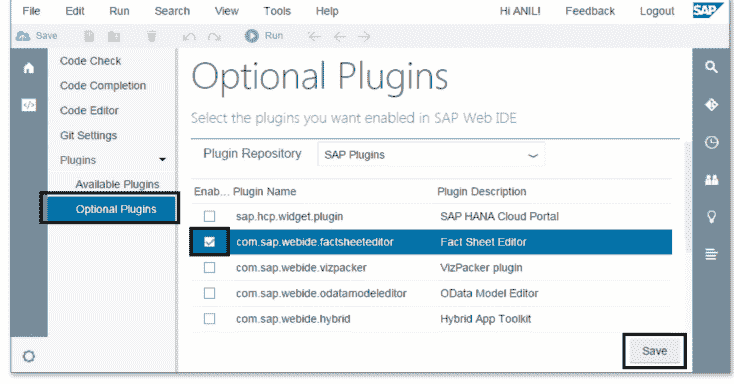 File Edit Run Search View Tools Help Hi ANIL! Feedback Logout SAP
Save Run
Code Check
Code Completion
Code Editor
Git Settings
Plugins
Available Plugins
Optional Plugins
Optional Plugins
Select the plugins you want enabled in SAP Web IDE
Plugin Repository SAP Plugins
Enab... Plugin Name Plugin Description
sap.hcp.widget.plugin SAP HANA Cloud Portal
com.sap.webide.factsheeteditor Fact Sheet Editor
com.sap.webide.vizpacker VizPacker plugin
com.sap.webide.odatamodeleditor OData Model Editor
com.sap.webide.hybrid Hybrid App Toolkit
Save